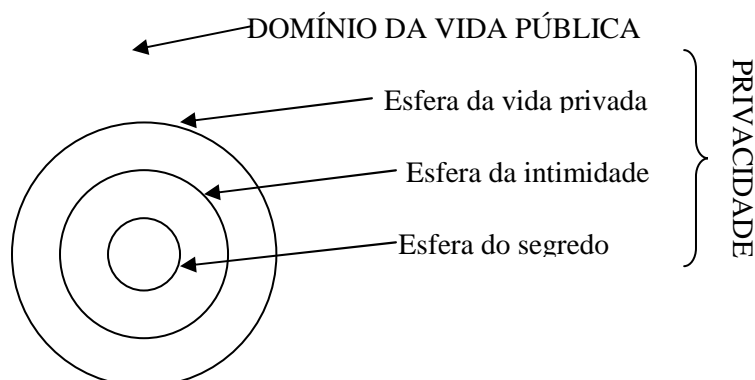 DOMÍNIO DA VIDA PÚBLICA
Esfera da vida privada
Esfera da intimidade
Esfera do segredo
PRIVACIDADE